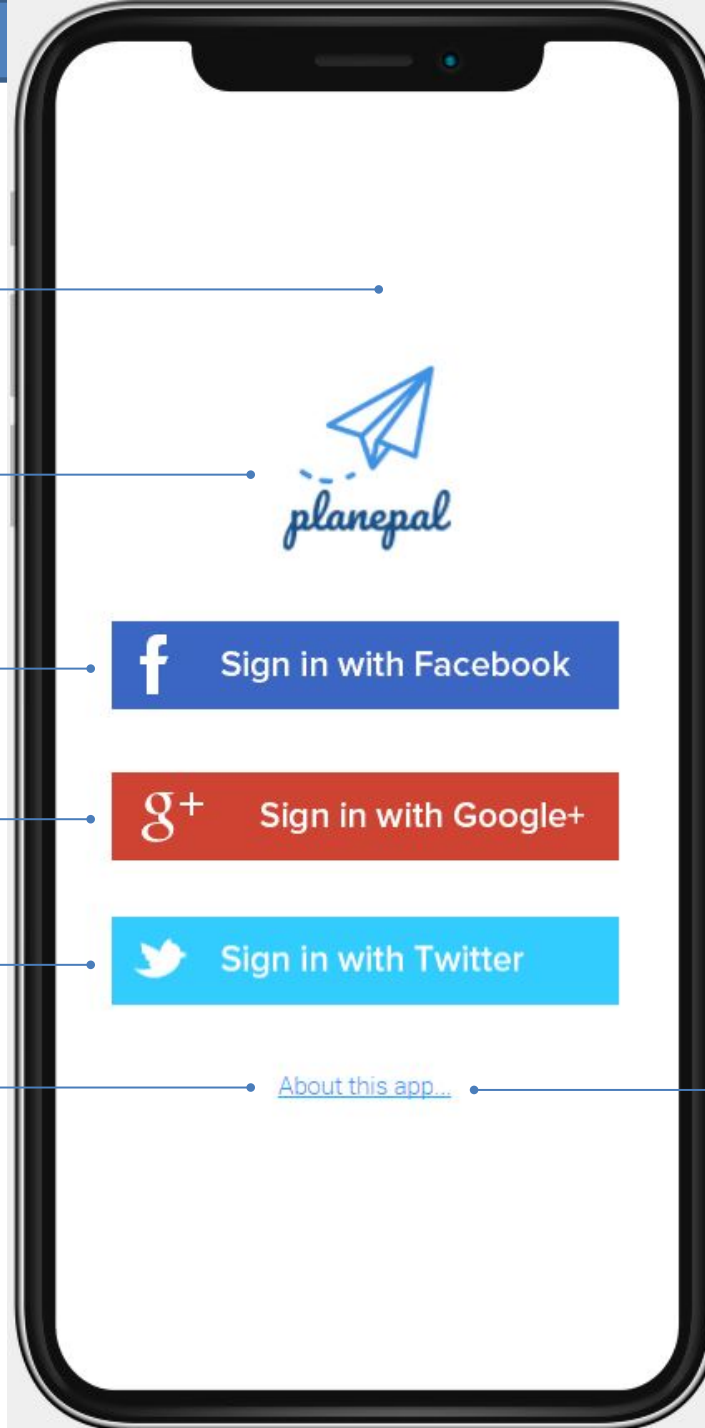 planepal
f Sign in with Facebook
g+ Sign in with Google+
Sign in with Twitter
About this app...